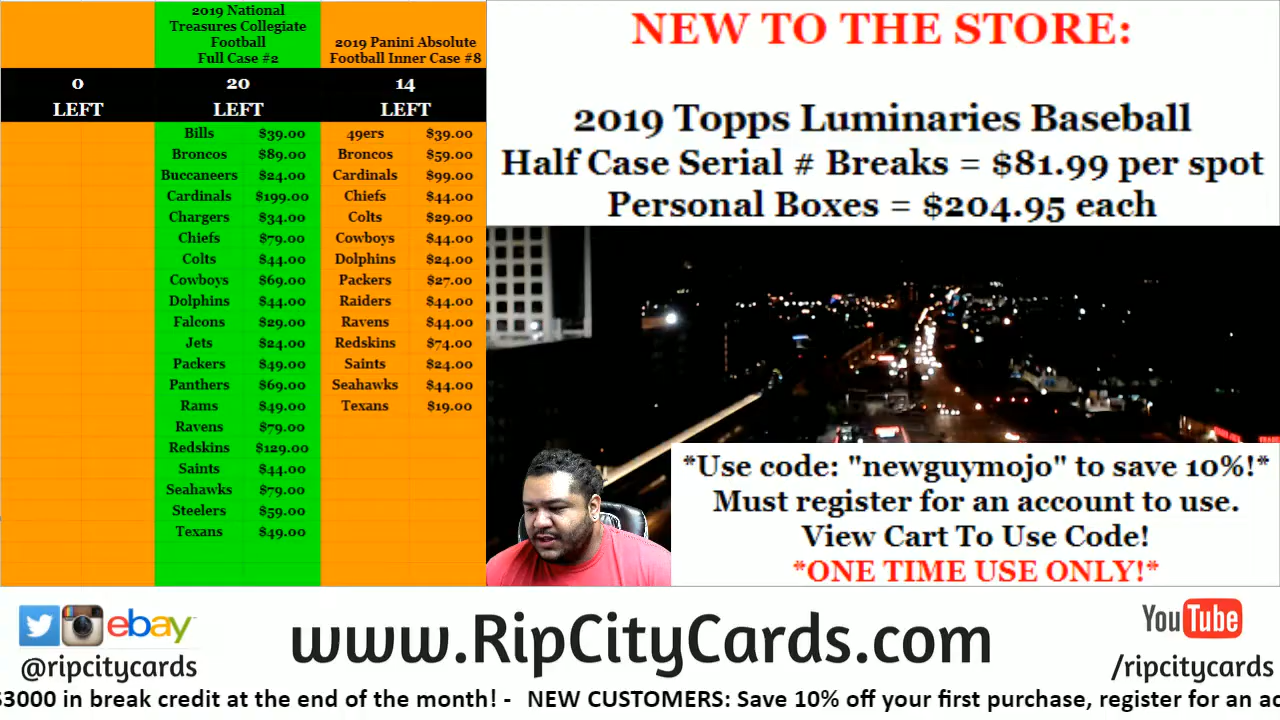 2019 National
Treasures Collegiate
Football
Full Case #2
2019 Panini Absolute
Football Inner Case #8
0
LEFT
20
LEFT
14
LEFT
Bills $39.00
Broncos $89.00
Buccaneers $24.00
Cardinals $199.00
Chargers $34.00
Chiefs $79.00
Colts $44.00
Cowboys $69.00
Dolphins $44.00
Falcons $29.00
Jets $24.00
Packers $49.00
Panthers $69.00
Rams $49.00
Ravens $79.00
Redskins $129.00
Saints $44.00
Seahawks $79.00
Steelers $59.00
Texans $49.00
49ers $39.00
Broncos $59.00
Cardinals $99.00
Chiefs $44.00
Colts $29.00
Cowboys $44.00
Dolphins $24.00
Packers $27.00
Raiders $44.00
Ravens $44.00
Redskins $74.00
Saints $24.00
Seahawks $44.00
Texans $19.00
NEW TO THE STORE:
2019 Topps Luminaries Baseball
Half Case Serial # Breaks = $81.99 per spot
Personal Boxes = $204.95 each
*Use code: "newguymojo" to save 10%!*
Must register for an account to use.
View Cart To Use Code!
*ONE TIME USE ONLY!*
ebay
@ripcitycards
www.RipCityCards.com
YouTube
/ripcitycards
$3000 in break credit at the end of the month! - NEW CUSTOMERS: Save 10% off your first purchase, register for an ac